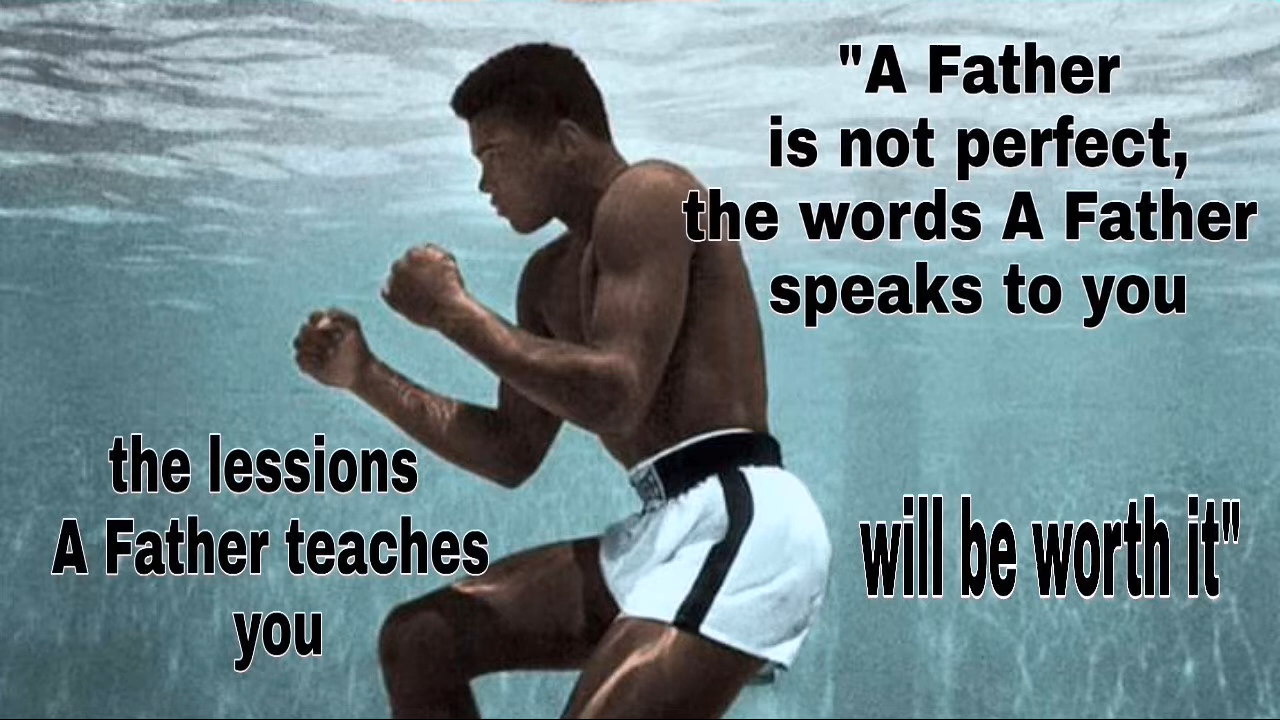 "A Father
is not perfect,
the words A Father
speaks to you
the lessions
A Father teaches
you
will be worth it"